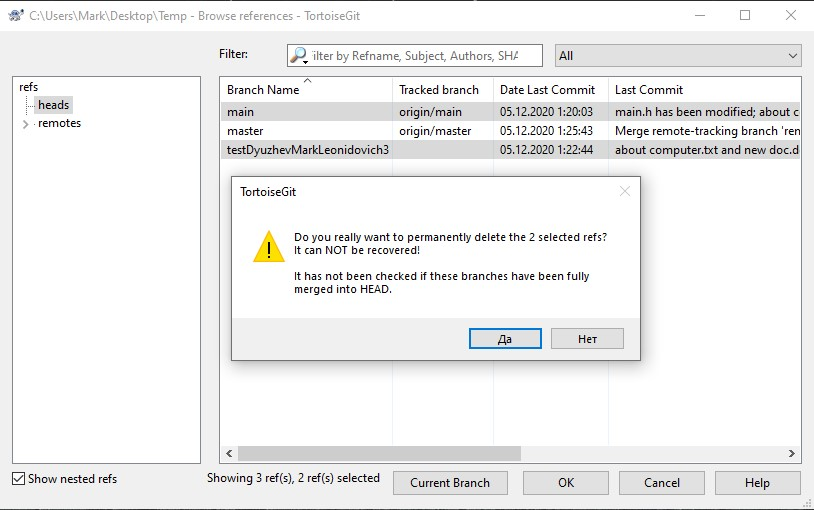 C:\Users\Mark\Desktop\Temp - Browse references - TortoiseGit
Filter:
ilter by Refname, Subject, Authors, SHA
All
refs
heads
remotes
Branch Name Tracked branch Date Last Commit Last Commit
main origin/main 05.12.2020 1:20:03 main.h has been modified; about c
master origin/master 05.12.2020 1:25:43 Merge remote-tracking branch 'ren
testDyuzhevMarkLeonidovich3 05.12.2020 1:22:44 about computer.txt and new doc.d
TortoiseGit
Do you really want to permanently delete the 2 selected refs?
It can NOT be recovered!
It has not been checked if these branches have been fully
merged into HEAD.
Да
Нет
Show nested refs
Showing 3 ref(s), 2 ref(s) selected
Current Branch
OK
Cancel
Help